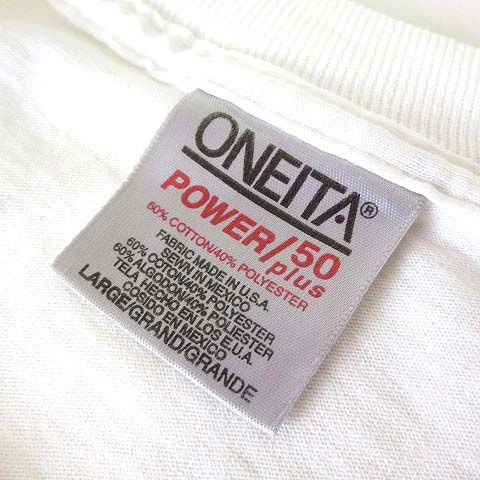 ONEITA®
POWER/50
plus
60% COTTON/40% POLYESTER
FABRIC MADE IN U.S.A.
SEWN IN MEXICO
60% COTON/40% POLYESTER
60% ALGODON/40% POLIESTER
TELA HECHO EN LOS E.U.A.
COSIDO EN MEXICO
LARGE/GRAND/GRANDE